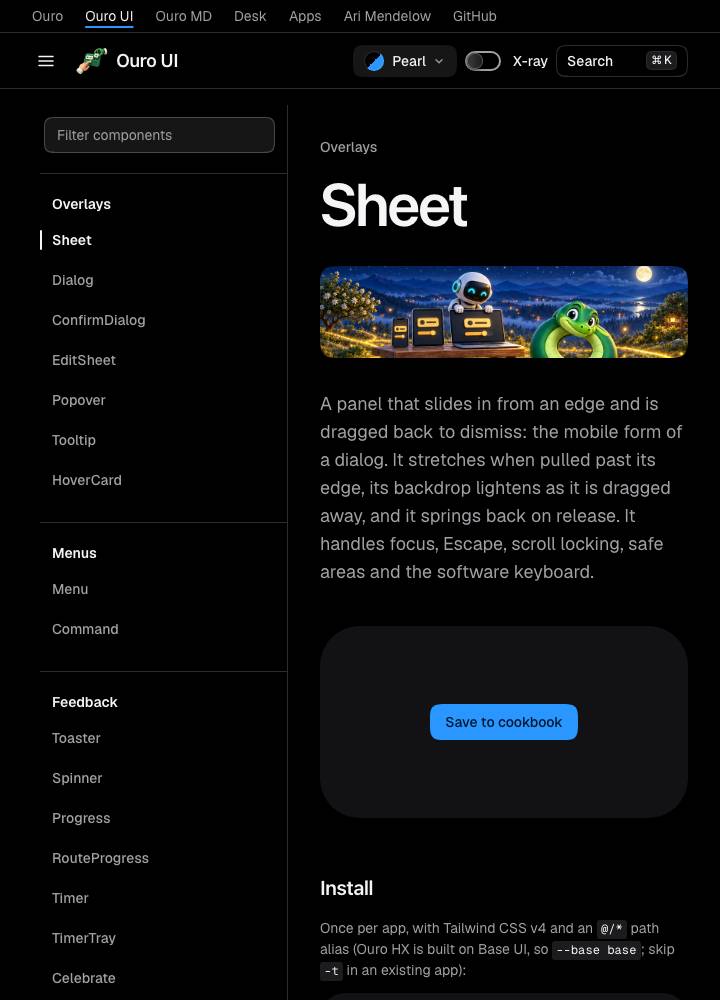 Ouro
Ouro UI
Ouro MD
Desk
Apps
Ari Mendelow
GitHub
Ouro UI
Pearl
X-ray
Search
⌘ K
Filter components
Overlays
Sheet
Dialog
ConfirmDialog
EditSheet
Popover
Tooltip
HoverCard
Menus
Menu
Command
Feedback
Toaster
Spinner
Progress
RouteProgress
Timer
TimerTray
Celebrate
Overlays
Sheet
A panel that slides in from an edge and is
dragged back to dismiss: the mobile form of
a dialog. It stretches when pulled past its
edge, its backdrop lightens as it is dragged
away, and it springs back on release. It
handles focus, Escape, scroll locking, safe
areas and the software keyboard.
Save to cookbook
Install
Once per app, with Tailwind CSS v4 and an @/* path
alias (Ouro HX is built on Base UI, so --base base; skip
-t in an existing app):